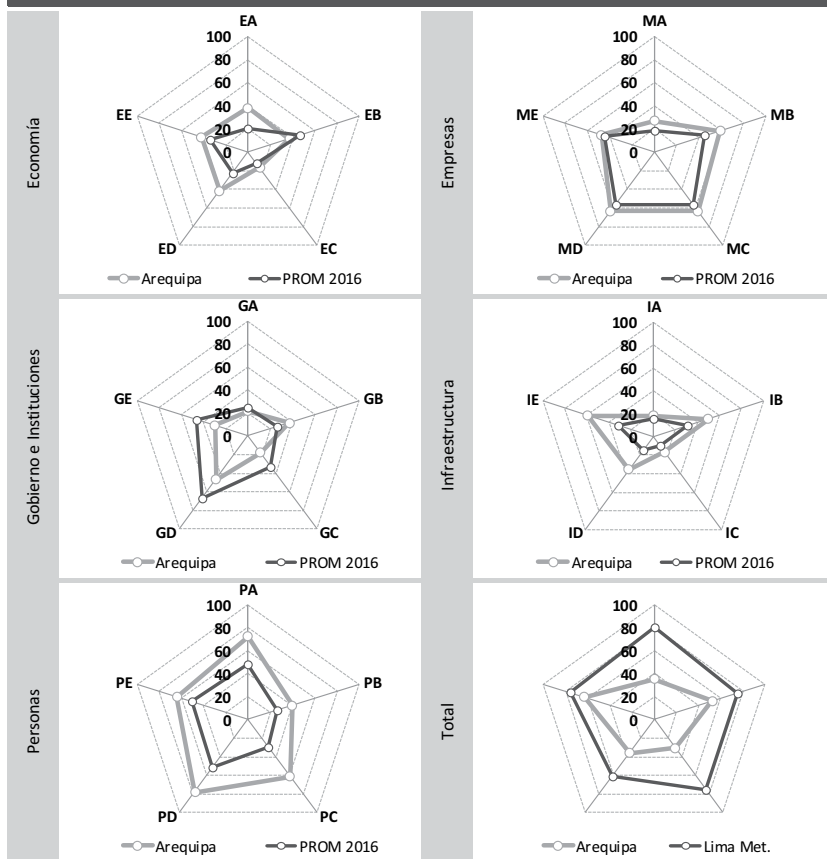 Economía
EA
100
80
60
40
20
0
EE
EB
ED
EC
Arequipa
PROM 2016
Empresas
MA
100
80
60
40
20
0
ME
MB
MD
MC
Arequipa
PROM 2016
Gobierno e Instituciones
GA
100
80
60
40
20
0
GE
GB
GD
GC
Arequipa
PROM 2016
Infraestructura
IA
100
80
60
40
20
0
IE
IB
ID
IC
Arequipa
PROM 2016
Personas
PA
100
80
60
40
20
0
PE
PB
PD
PC
Arequipa
PROM 2016
Total
100
80
60
40
20
0
Arequipa
Lima Met.